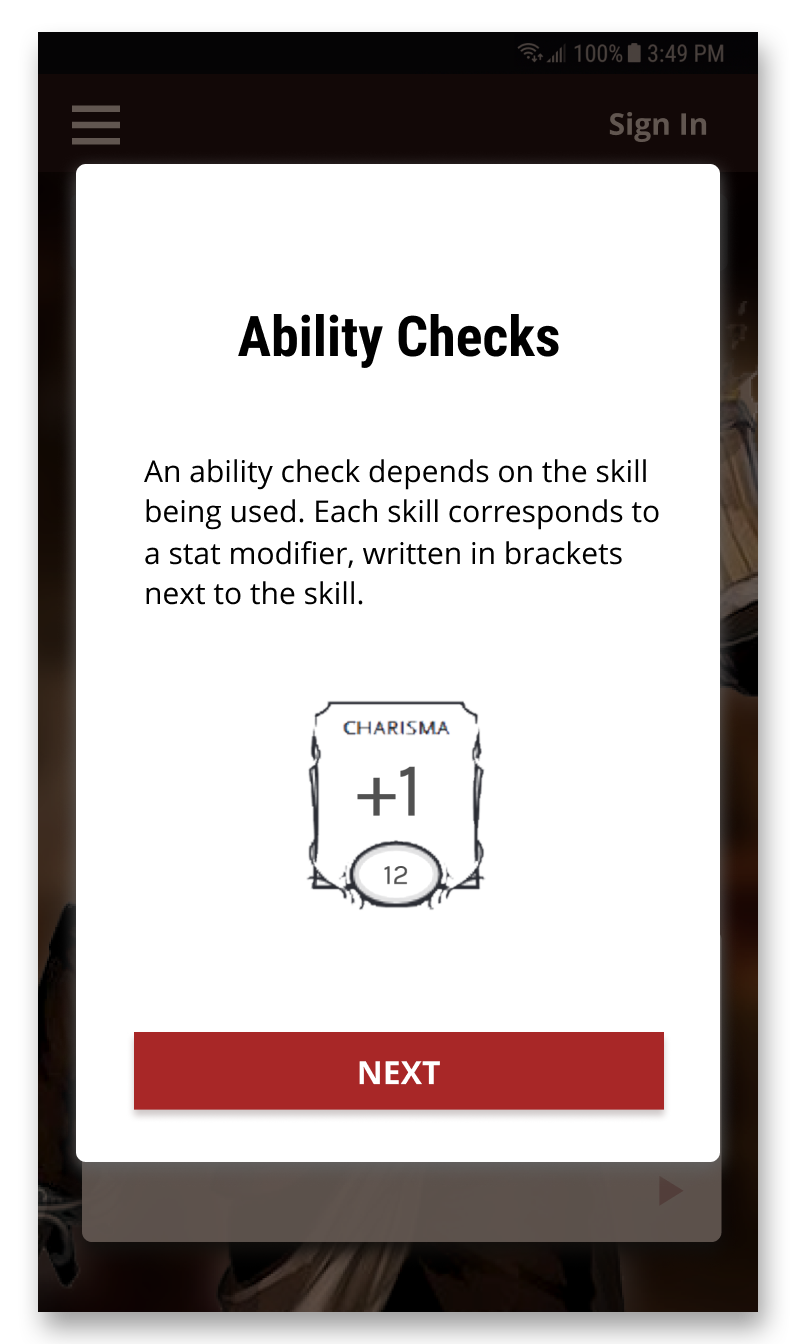 100% 3:49 PM
Sign In
Ability Checks
An ability check depends on the skill
being used. Each skill corresponds to
a stat modifier, written in brackets
next to the skill.
CHARISMA
+1
12
NEXT